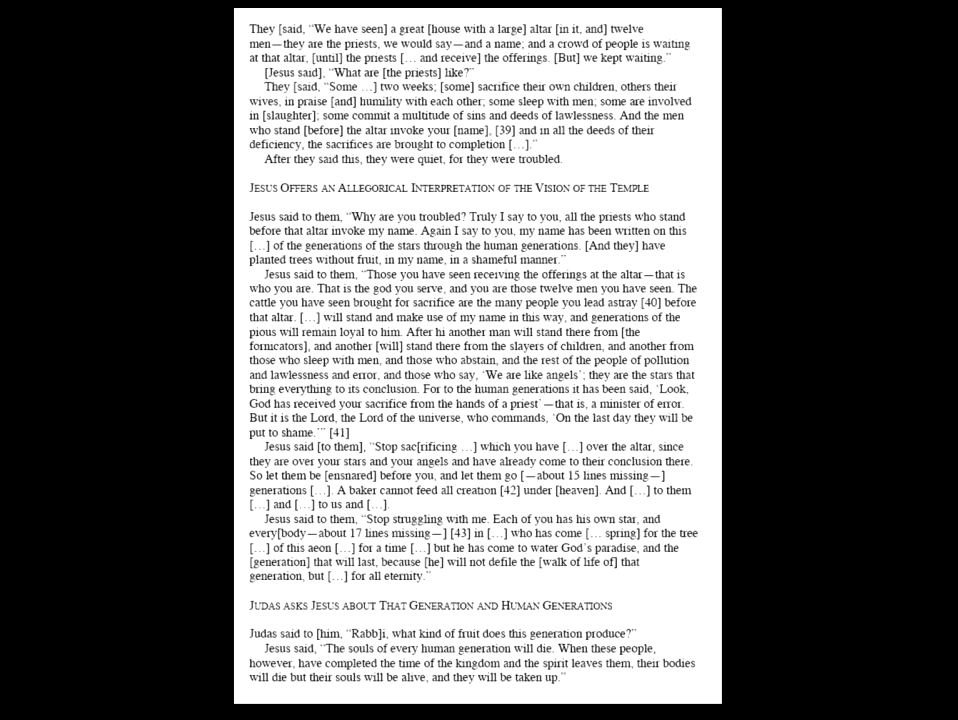 They [said, “We have seen] a great [house with a large] altar [in it, and] twelve
men—they are the priests, we would say—and a name; and a crowd of people is waiting
at that altar, [until] the priests [… and receive] the offerings. [But] we kept waiting.”
[Jesus said], “What are [the priests] like?”
They [said, “Some …] two weeks; [some] sacrifice their own children, others their
wives, in praise [and] humility with each other; some sleep with men; some are involved
in [slaughter]; some commit a multitude of sins and deeds of lawlessness. And the men
who stand [before] the altar invoke your [name], [39] and in all the deeds of their
deficiency, the sacrifices are brought to completion […].”
After they said this, they were quiet, for they were troubled.
JESUS OFFERS AN ALLEGORICAL INTERPRETATION OF THE VISION OF THE TEMPLE
Jesus said to them, “Why are you troubled? Truly I say to you, all the priests who stand
before that altar invoke my name. Again I say to you, my name has been written on this
[…] of the generations of the stars through the human generations. [And they] have
planted trees without fruit, in my name, in a shameful manner.”
Jesus said to them, “Those you have seen receiving the offerings at the altar—that is
who you are. That is the god you serve, and you are those twelve men you have seen. The
cattle you have seen brought for sacrifice are the many people you lead astray [40] before
that altar. […] will stand and make use of my name in this way, and generations of the
pious will remain loyal to him. After hi another man will stand there from [the
fornicators], and another [will] stand there from the slayers of children, and another from
those who sleep with men, and those who abstain, and the rest of the people of pollution
and lawlessness and error, and those who say, ‘We are like angels’; they are the stars that
bring everything to its conclusion. For to the human generations it has been said, ‘Look,
God has received your sacrifice from the hands of a priest’—that is, a minister of error.
But it is the Lord, the Lord of the universe, who commands, ‘On the last day they will be
put to shame.’” [41]
Jesus said [to them], “Stop sac[rificing …] which you have […] over the altar, since
they are over your stars and your angels and have already come to their conclusion there.
So let them be [ensnared] before you, and let them go [—about 15 lines missing—]
generations […]. A baker cannot feed all creation [42] under [heaven]. And […] to them
[…] and […] to us and […].
Jesus said to them, “Stop struggling with me. Each of you has his own star, and
every[body—about 17 lines missing—] [43] in […] who has come [… spring] for the tree
[…] of this aeon […] for a time […] but he has come to water God’s paradise, and the
[generation] that will last, because [he] will not defile the [walk of life of] that
generation, but […] for all eternity.”
JUDAS ASKS JESUS ABOUT THAT GENERATION AND HUMAN GENERATIONS
Judas said to [him, “Rabb]i, what kind of fruit does this generation produce?”
Jesus said, “The souls of every human generation will die. When these people,
however, have completed the time of the kingdom and the spirit leaves them, their bodies
will die but their souls will be alive, and they will be taken up.”